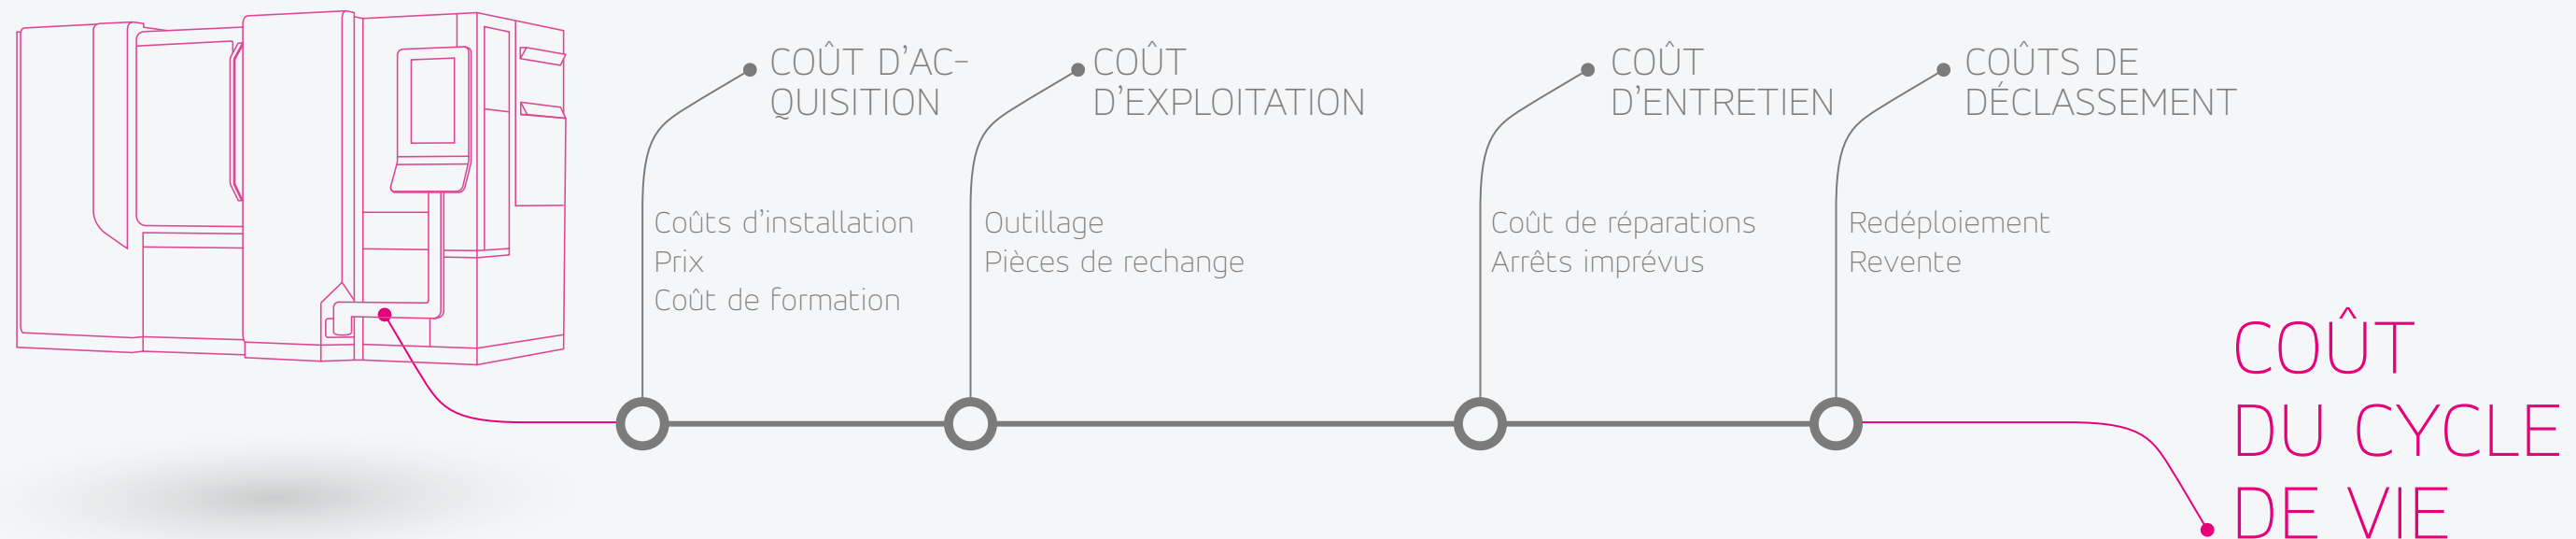 COÛT D'AC-
QUISITION
Coûts d'installation
Prix
Coût de formation
COÛT
D'EXPLOITATION
Outillage
Pièces de rechange
COÛT
D'ENTRETIEN
Coût de réparations
Arrêts imprévus
COÛTS DE
DÉCLASSEMENT
Redéploiement
Revente
COÛT
DU CYCLE
DE VIE